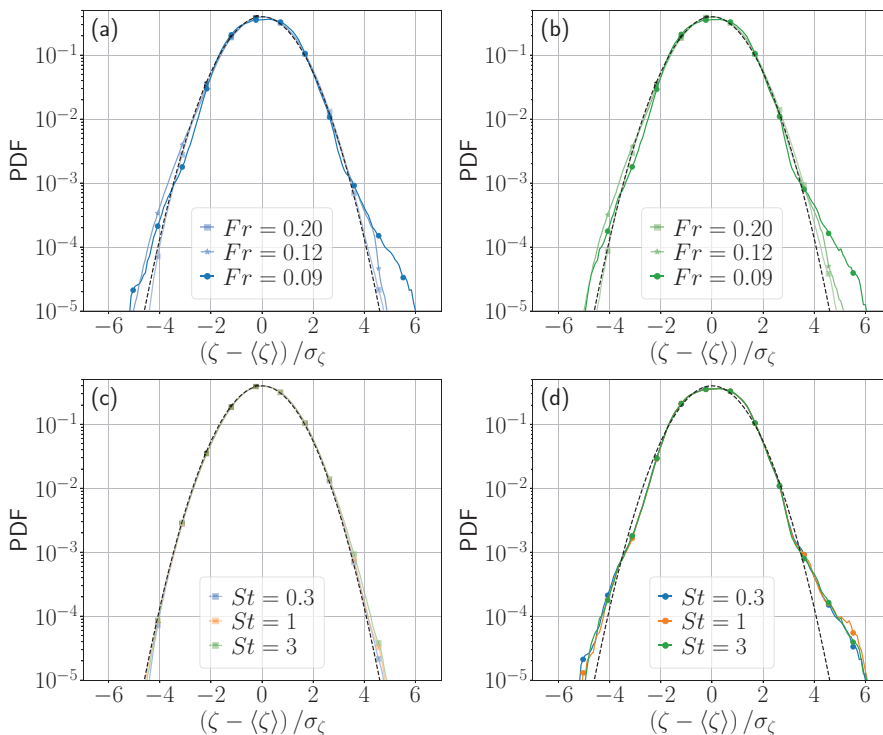 (a)
PDF
10⁻¹
10⁻²
10⁻³
10⁻⁴
10⁻⁵
Fr = 0.20
Fr = 0.12
Fr = 0.09
−6 −4 −2 0 2 4 6
(ζ − ⟨ζ⟩) /σ_ζ
(b)
PDF
10⁻¹
10⁻²
10⁻³
10⁻⁴
10⁻⁵
Fr = 0.20
Fr = 0.12
Fr = 0.09
−6 −4 −2 0 2 4 6
(ζ − ⟨ζ⟩) /σ_ζ
(c)
PDF
10⁻¹
10⁻²
10⁻³
10⁻⁴
10⁻⁵
St = 0.3
St = 1
St = 3
−6 −4 −2 0 2 4 6
(ζ − ⟨ζ⟩) /σ_ζ
(d)
PDF
10⁻¹
10⁻²
10⁻³
10⁻⁴
10⁻⁵
St = 0.3
St = 1
St = 3
−6 −4 −2 0 2 4 6
(ζ − ⟨ζ⟩) /σ_ζ